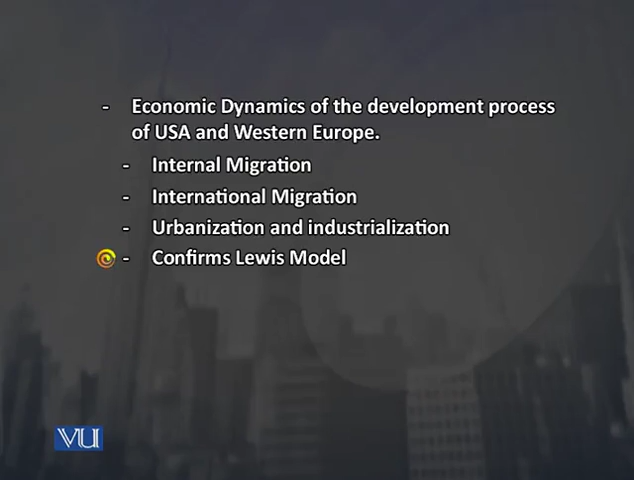 - Economic Dynamics of the development process
of USA and Western Europe.
- Internal Migration
- International Migration
- Urbanization and industrialization
- Confirms Lewis Model
VU